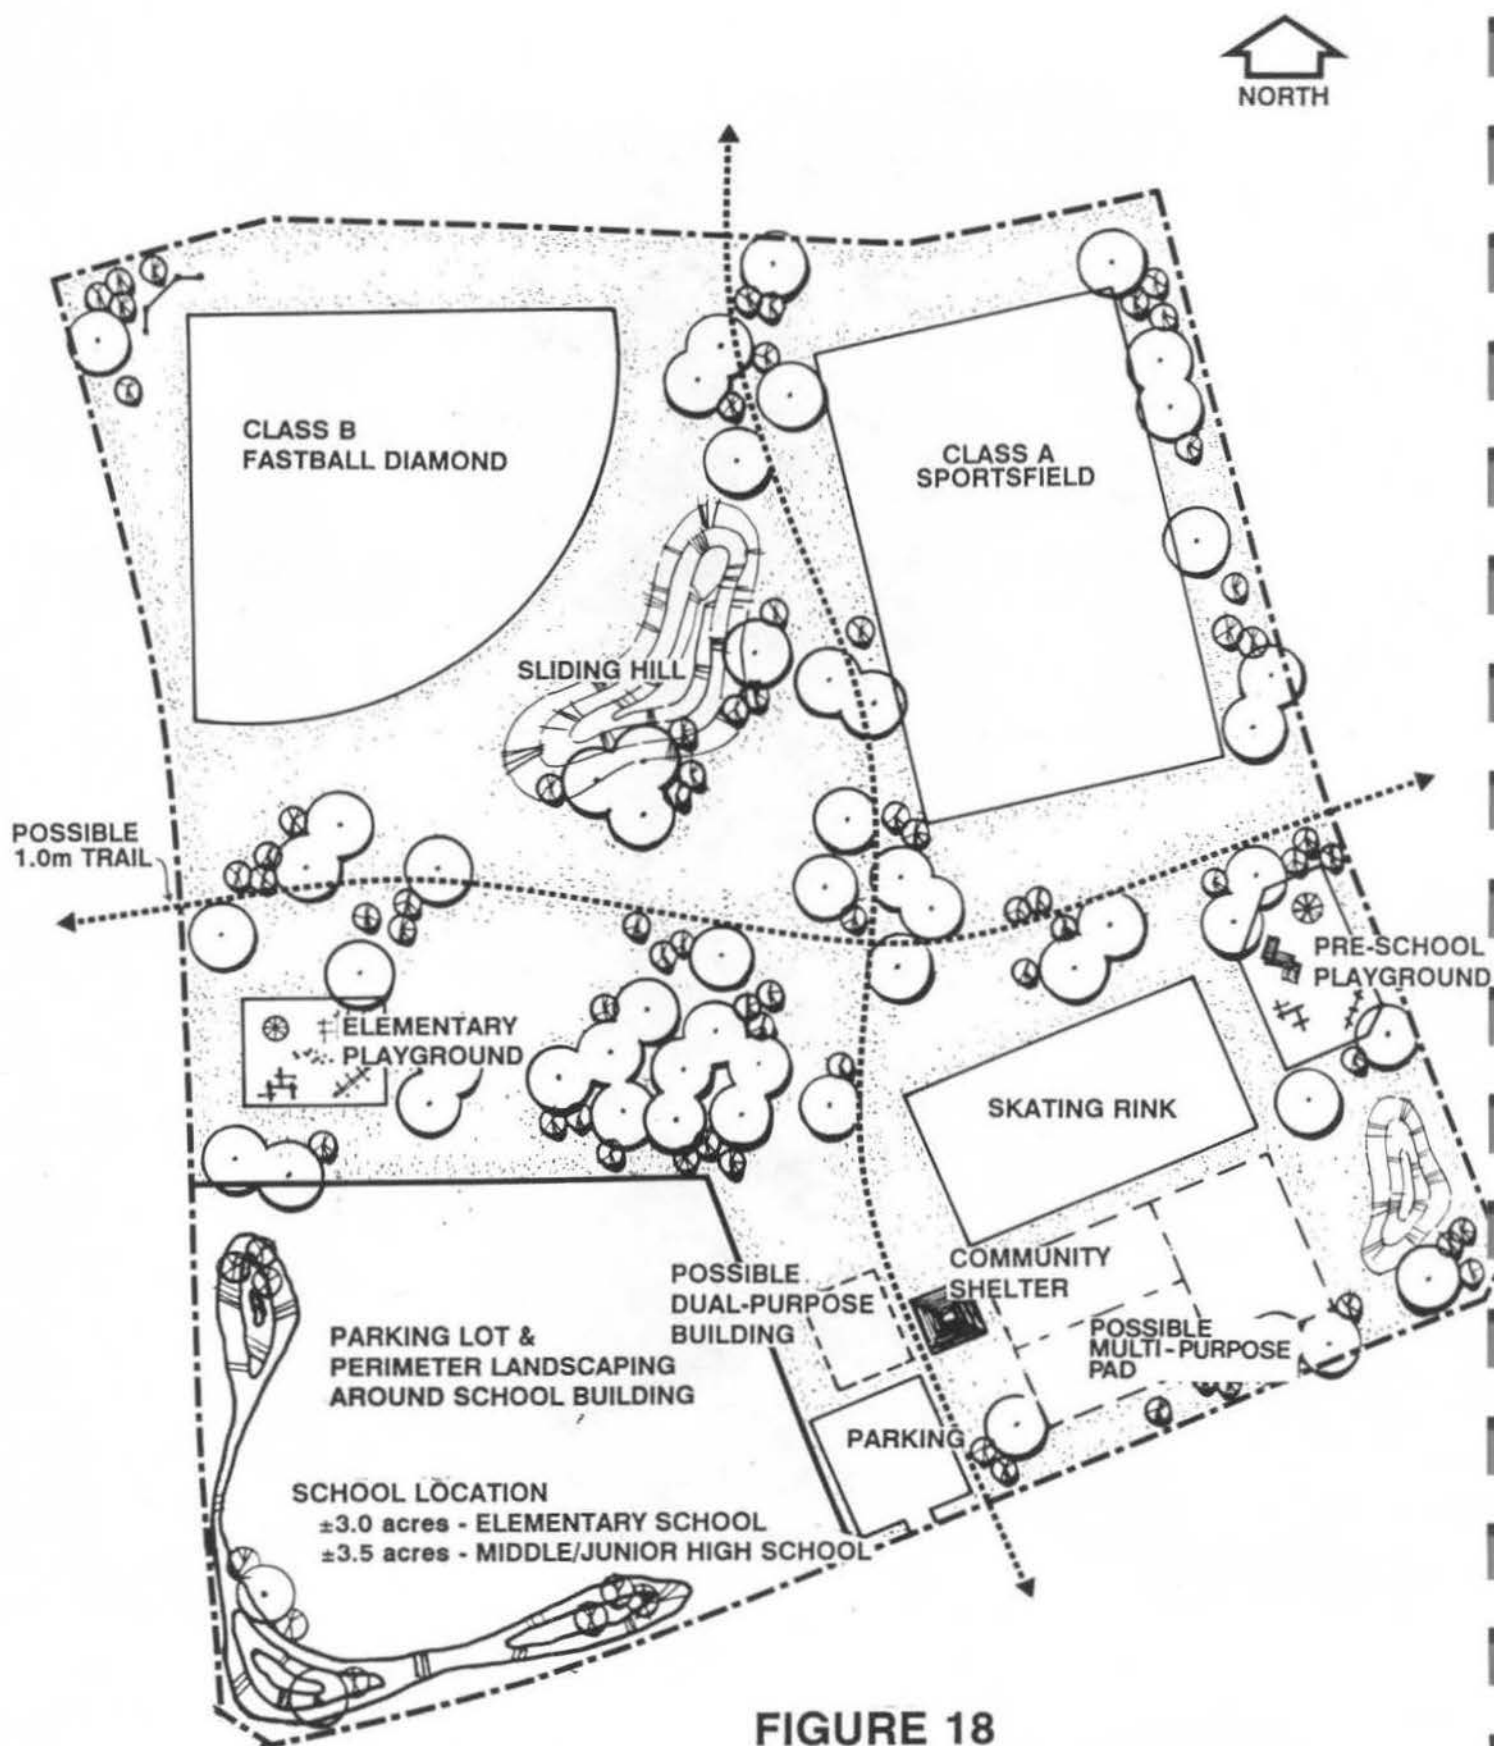 NORTH
CLASS B
FASTBALL DIAMOND
CLASS A
SPORTSFIELD
SLIDING HILL
POSSIBLE
1.0m TRAIL
PRE-SCHOOL
PLAYGROUND
ELEMENTARY
PLAYGROUND
SKATING RINK
COMMUNITY
SHELTER
POSSIBLE
DUAL-PURPOSE
BUILDING
POSSIBLE
MULTI-PURPOSE
PAD
PARKING LOT &
PERIMETER LANDSCAPING
AROUND SCHOOL BUILDING
PARKING
SCHOOL LOCATION
±3.0 acres - ELEMENTARY SCHOOL
±3.5 acres - MIDDLE/JUNIOR HIGH SCHOOL
FIGURE 18